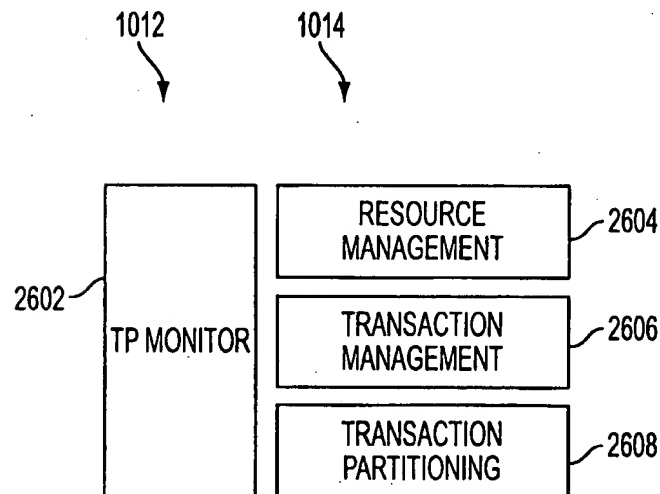 1012
1014
RESOURCE
MANAGEMENT
2604
2602
TP MONITOR
TRANSACTION
MANAGEMENT
2606
TRANSACTION
PARTITIONING
2608